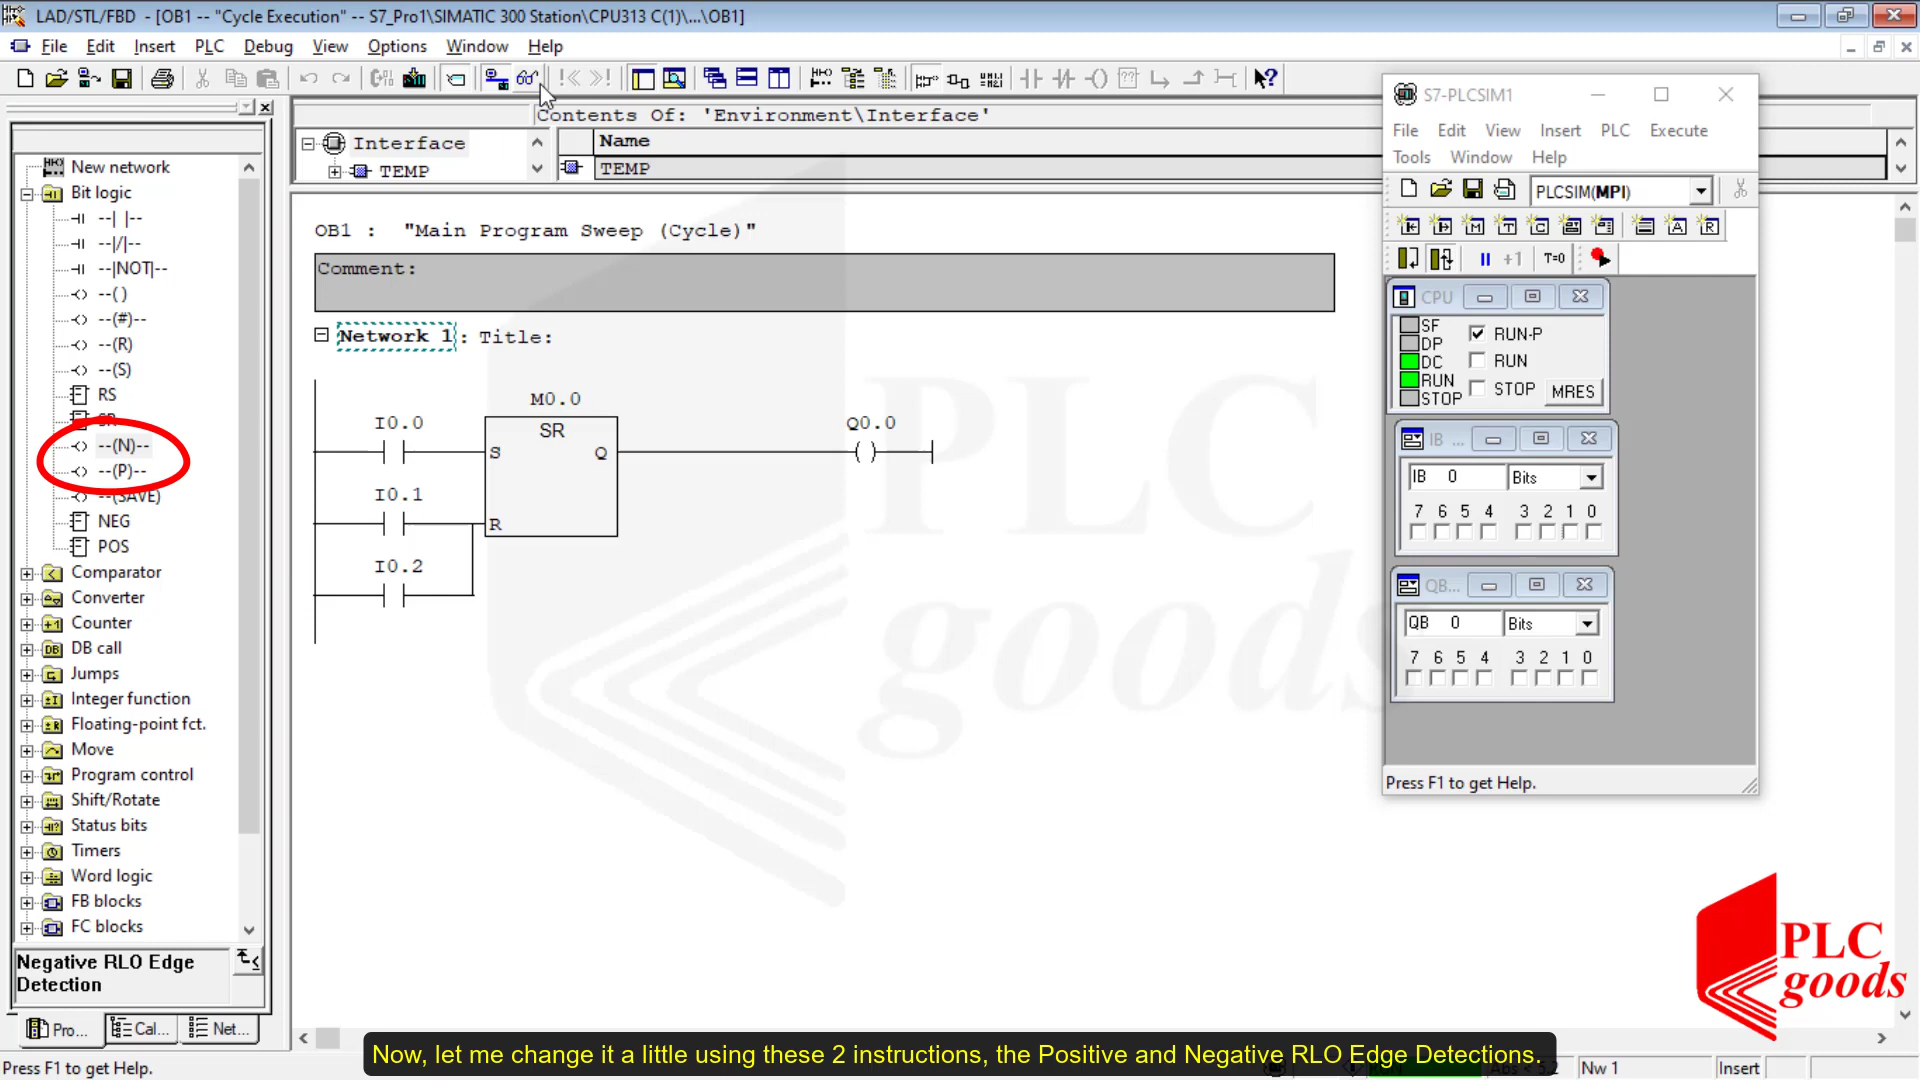 LAD/STL/FBD - [OB1 -- "Cycle Execution" -- S7_Pro1\SIMATIC 300 Station\CPU313 C(1)\...\OB1]
File Edit Insert PLC Debug View Options Window Help
Contents Of: 'Environment\Interface'
Interface
TEMP
Name
TEMP
New network
Bit logic
--| |--
--|/|--
--|NOT|--
--( )
--(#)--
--(R)
--(S)
RS
SR
--(N)--
--(P)--
--(SAVE)
NEG
POS
Comparator
Converter
Counter
DB call
Jumps
Integer function
Floating-point fct.
Move
Program control
Shift/Rotate
Status bits
Timers
Word logic
FB blocks
FC blocks
Negative RLO Edge
Detection
Pro... Cal... Net...
Press F1 to get Help.
OB1 : "Main Program Sweep (Cycle)"
Comment:
Network 1: Title:
M0.0
I0.0 SR Q0.0
S Q
I0.1
R
I0.2
S7-PLCSIM1
File Edit View Insert PLC Execute
Tools Window Help
PLCSIM(MPI)
+1 T=0
CPU
SF
DP
DC
RUN
STOP
RUN-P
RUN
STOP MRES
IB ...
IB 0 Bits
7 6 5 4 3 2 1 0
QB...
QB 0 Bits
7 6 5 4 3 2 1 0
Press F1 to get Help.
PLC
goods
PLC
goods
Now, let me change it a little using these 2 instructions, the Positive and Negative RLO Edge Detections.
Abs < 5.2 Nw 1 Insert